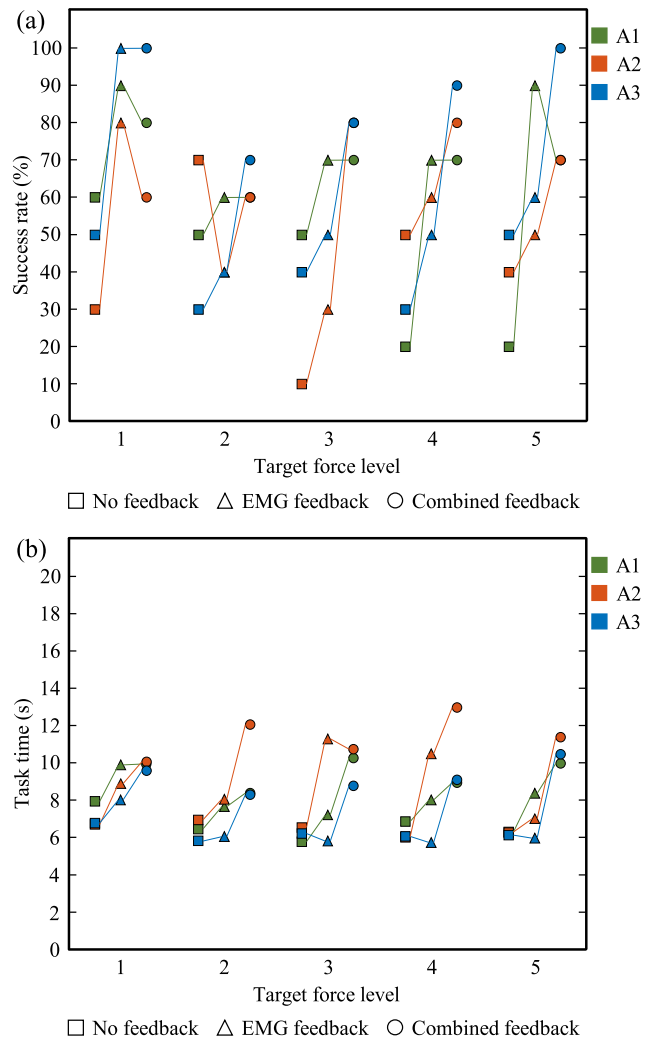 (a)
100
90
80
70
60
50
40
30
20
10
0
Success rate (%)
1 2 3 4 5
Target force level
No feedback EMG feedback Combined feedback
A1
A2
A3
(b)
20
18
16
14
12
10
8
6
4
2
0
Task time (s)
1 2 3 4 5
Target force level
No feedback EMG feedback Combined feedback
A1
A2
A3